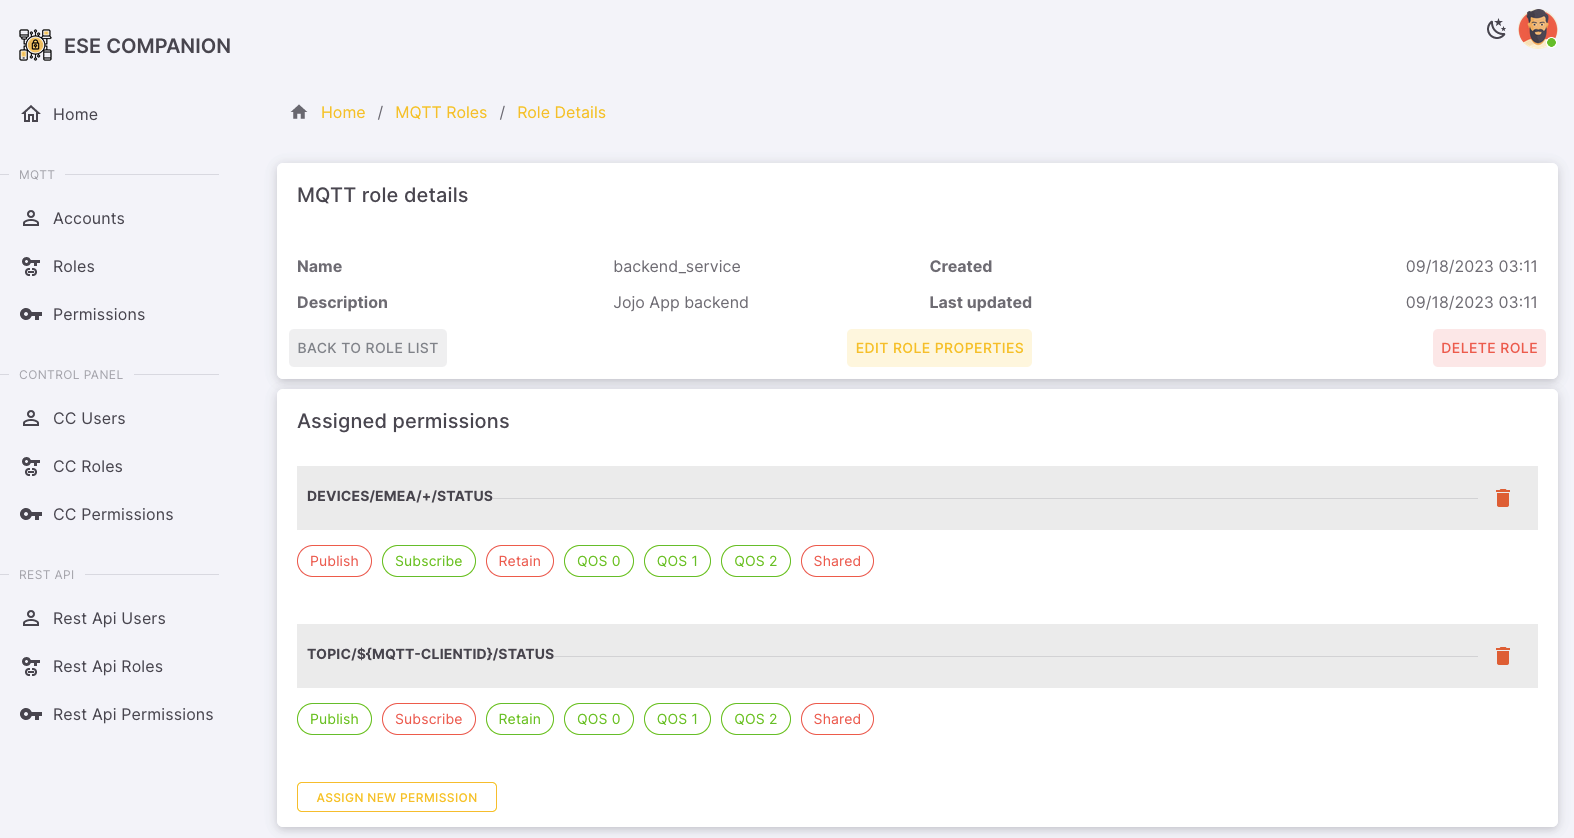 ESE COMPANION
Home
MQTT
Accounts
Roles
Permissions
CONTROL PANEL
CC Users
CC Roles
CC Permissions
REST API
Rest Api Users
Rest Api Roles
Rest Api Permissions
Home / MQTT Roles / Role Details
MQTT role details
Name backend_service Created 09/18/2023 03:11
Description Jojo App backend Last updated 09/18/2023 03:11
BACK TO ROLE LIST EDIT ROLE PROPERTIES DELETE ROLE
Assigned permissions
DEVICES/EMEA/+/STATUS
Publish Subscribe Retain QOS 0 QOS 1 QOS 2 Shared
TOPIC/${MQTT-CLIENTID}/STATUS
Publish Subscribe Retain QOS 0 QOS 1 QOS 2 Shared
ASSIGN NEW PERMISSION